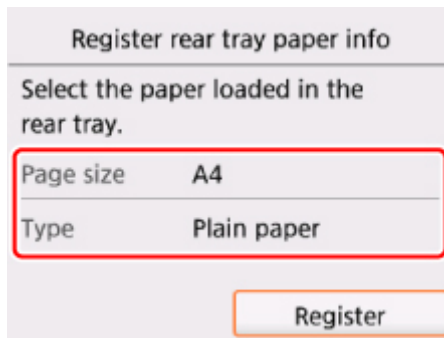 Register rear tray paper info
Select the paper loaded in the
rear tray.
Page size A4
Type Plain paper
Register